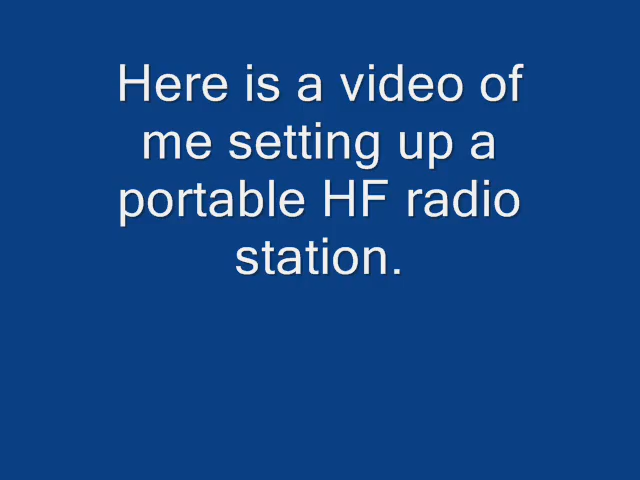 Here is a video of
me setting up a
portable HF radio
station.